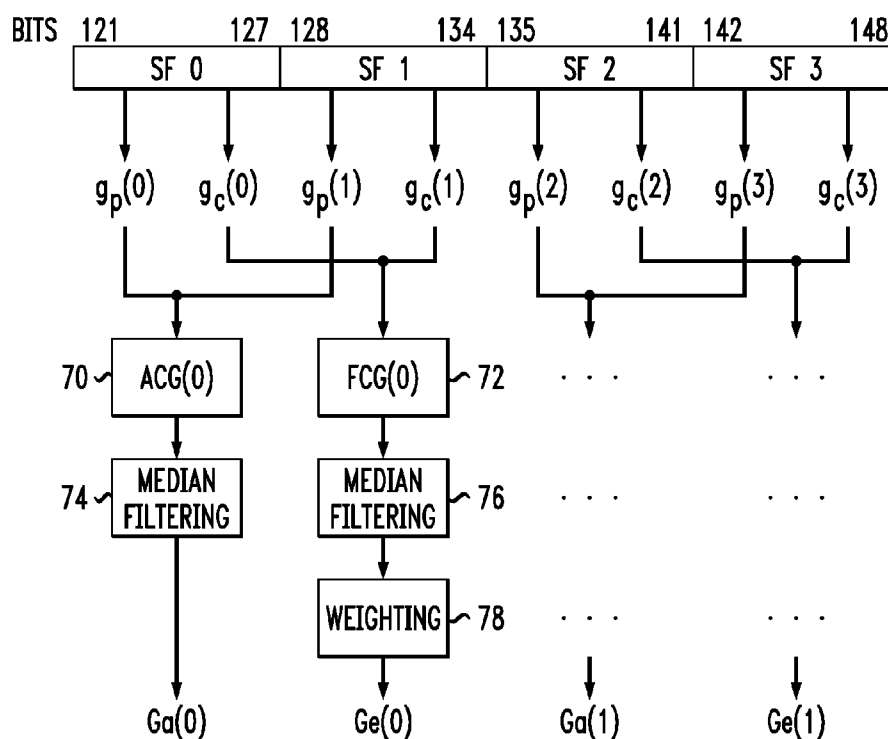 BITS 121 127 128 134 135 141 142 148
SF 0 SF 1 SF 2 SF 3
gp(0) gc(0) gp(1) gc(1) gp(2) gc(2) gp(3) gc(3)
70 ACG(0) FCG(0) 72 . . . . . .
74 MEDIAN FILTERING MEDIAN FILTERING 76 . . . . . .
WEIGHTING 78 . . . . . .
Ga(0) Ge(0) Ga(1) Ge(1)